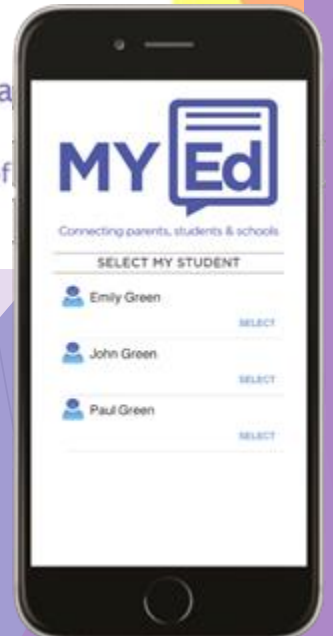 MY Ed
Connecting parents, students & schools
SELECT MY STUDENT
Emily Green
SELECT
John Green
SELECT
Paul Green
SELECT